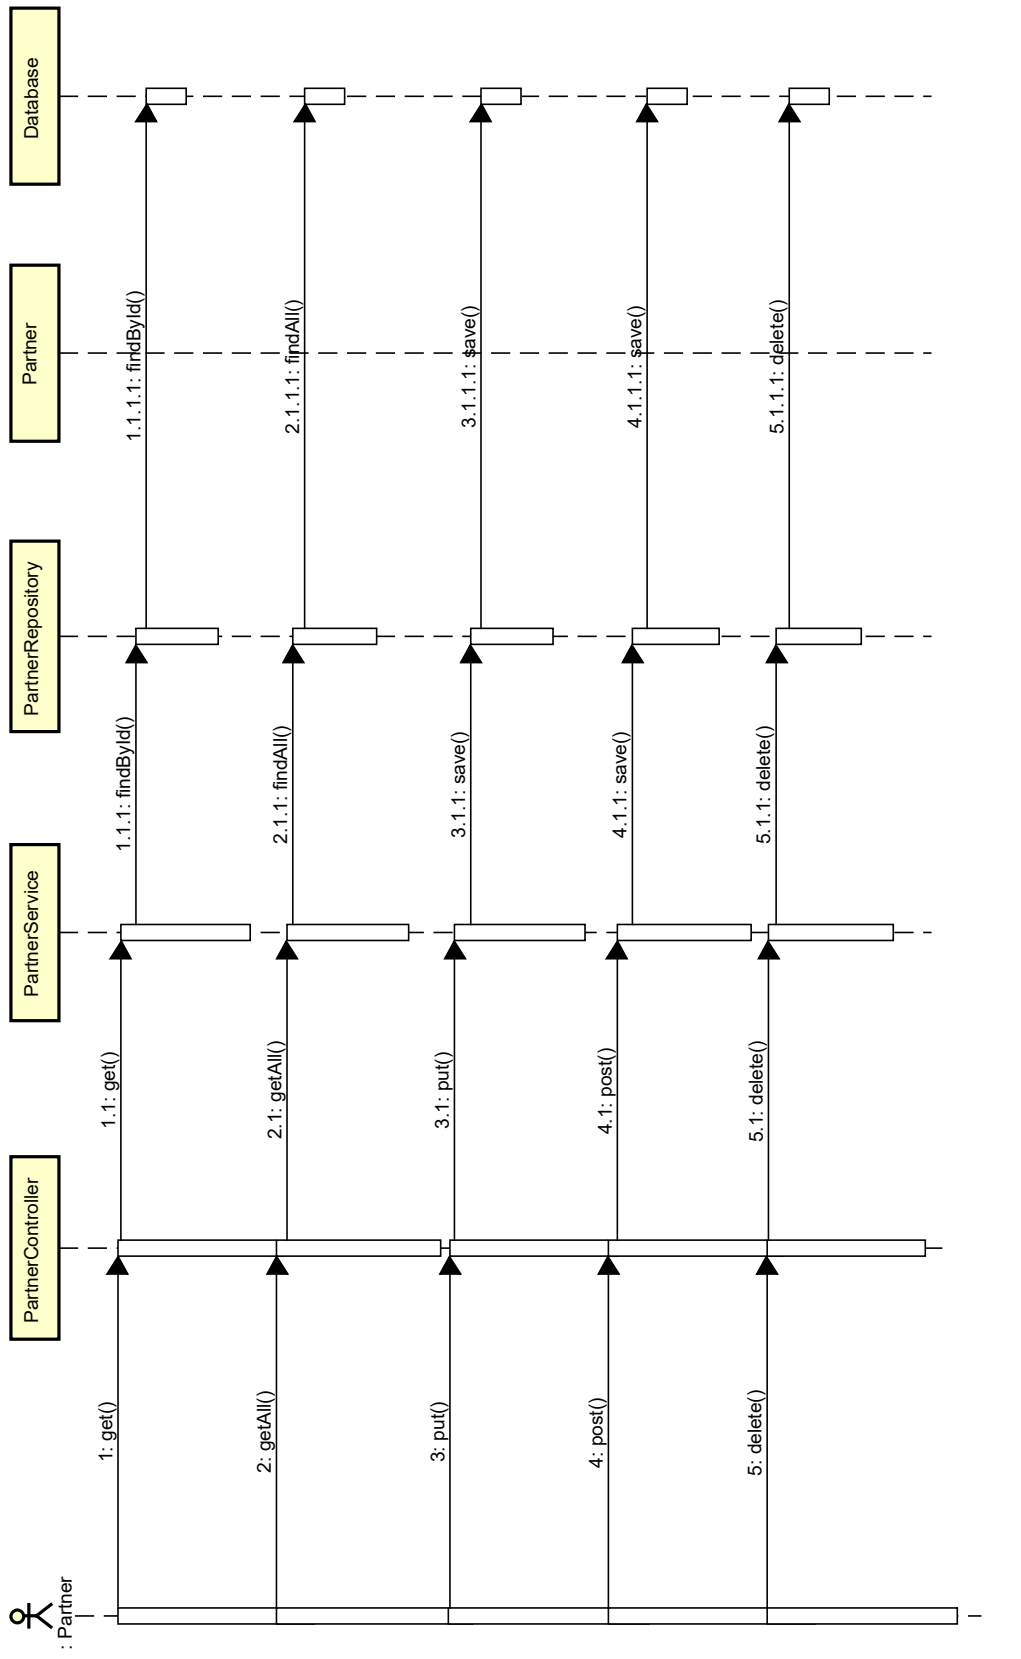 : Partner
PartnerController
PartnerService
PartnerRepository
Partner
Database
1: get()
1.1: get()
1.1.1: findById()
1.1.1.1: findById()
2: getAll()
2.1: getAll()
2.1.1: findAll()
2.1.1.1: findAll()
3: put()
3.1: put()
3.1.1: save()
3.1.1.1: save()
4: post()
4.1: post()
4.1.1: save()
4.1.1.1: save()
5: delete()
5.1: delete()
5.1.1: delete()
5.1.1.1: delete()